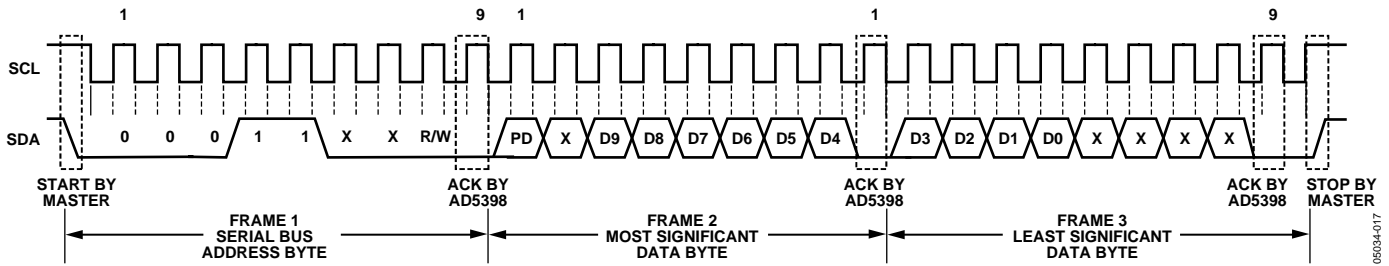 1 9 1 1 9
SCL
SDA 0 0 0 1 1 X X R/W PD X D9 D8 D7 D6 D5 D4 D3 D2 D1 D0 X X X X
START BY
MASTER
ACK BY
AD5398
ACK BY
AD5398
ACK BY
AD5398
STOP BY
MASTER
FRAME 1
SERIAL BUS
ADDRESS BYTE
FRAME 2
MOST SIGNIFICANT
DATA BYTE
FRAME 3
LEAST SIGNIFICANT
DATA BYTE
05034-017